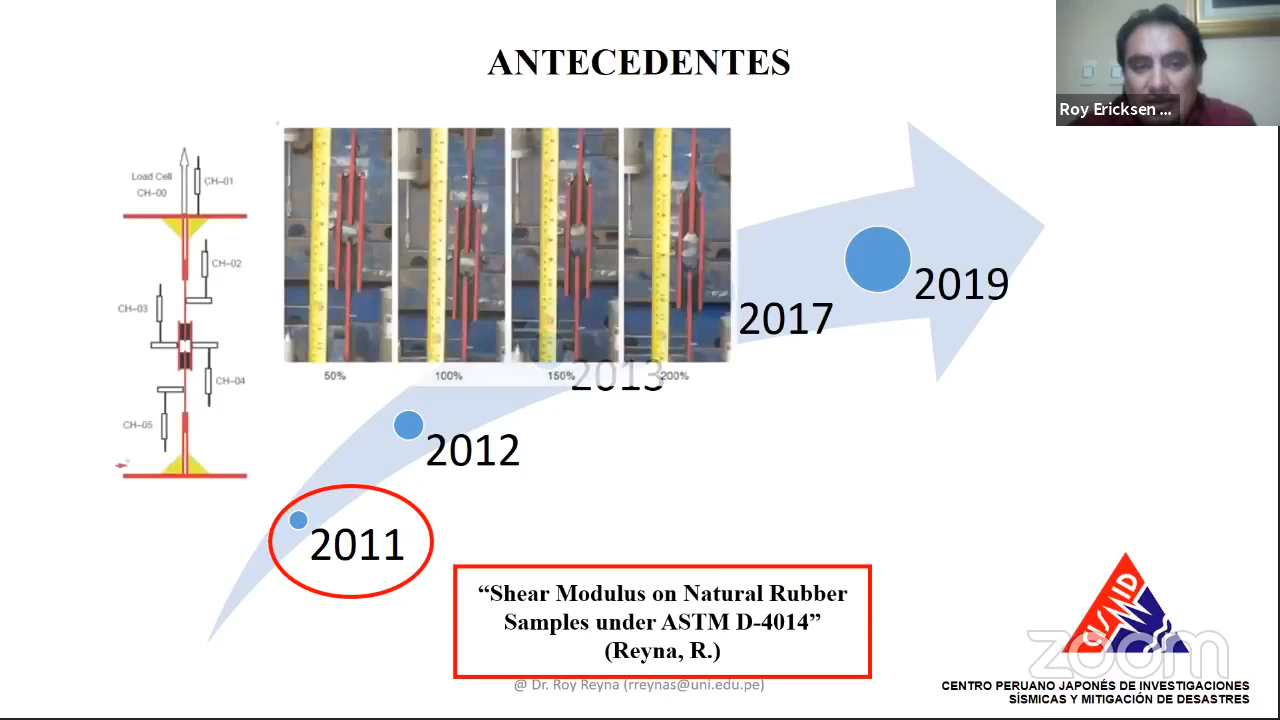 ANTECEDENTES
Roy Ericksen ...
Load Cell
CH-00
CH-01
CH-02
CH-03
CH-04
CH-05
50%
100%
150%
200%
2011
2012
2013
2017
2019
“Shear Modulus on Natural Rubber
Samples under ASTM D-4014”
(Reyna, R.)
@ Dr. Roy Reyna (rreynas@uni.edu.pe)
CISMID
zoom
CENTRO PERUANO JAPONÉS DE INVESTIGACIONES
SÍSMICAS Y MITIGACIÓN DE DESASTRES